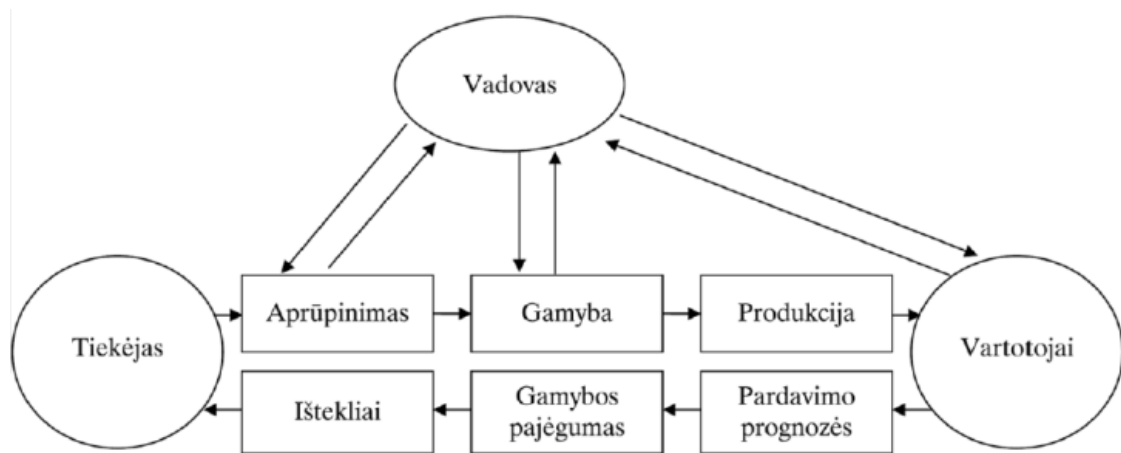 Vadovas
Tiekėjas
Aprūpinimas
Gamyba
Produkcija
Vartotojai
Ištekliai
Gamybos
pajėgumas
Pardavimo
prognozės